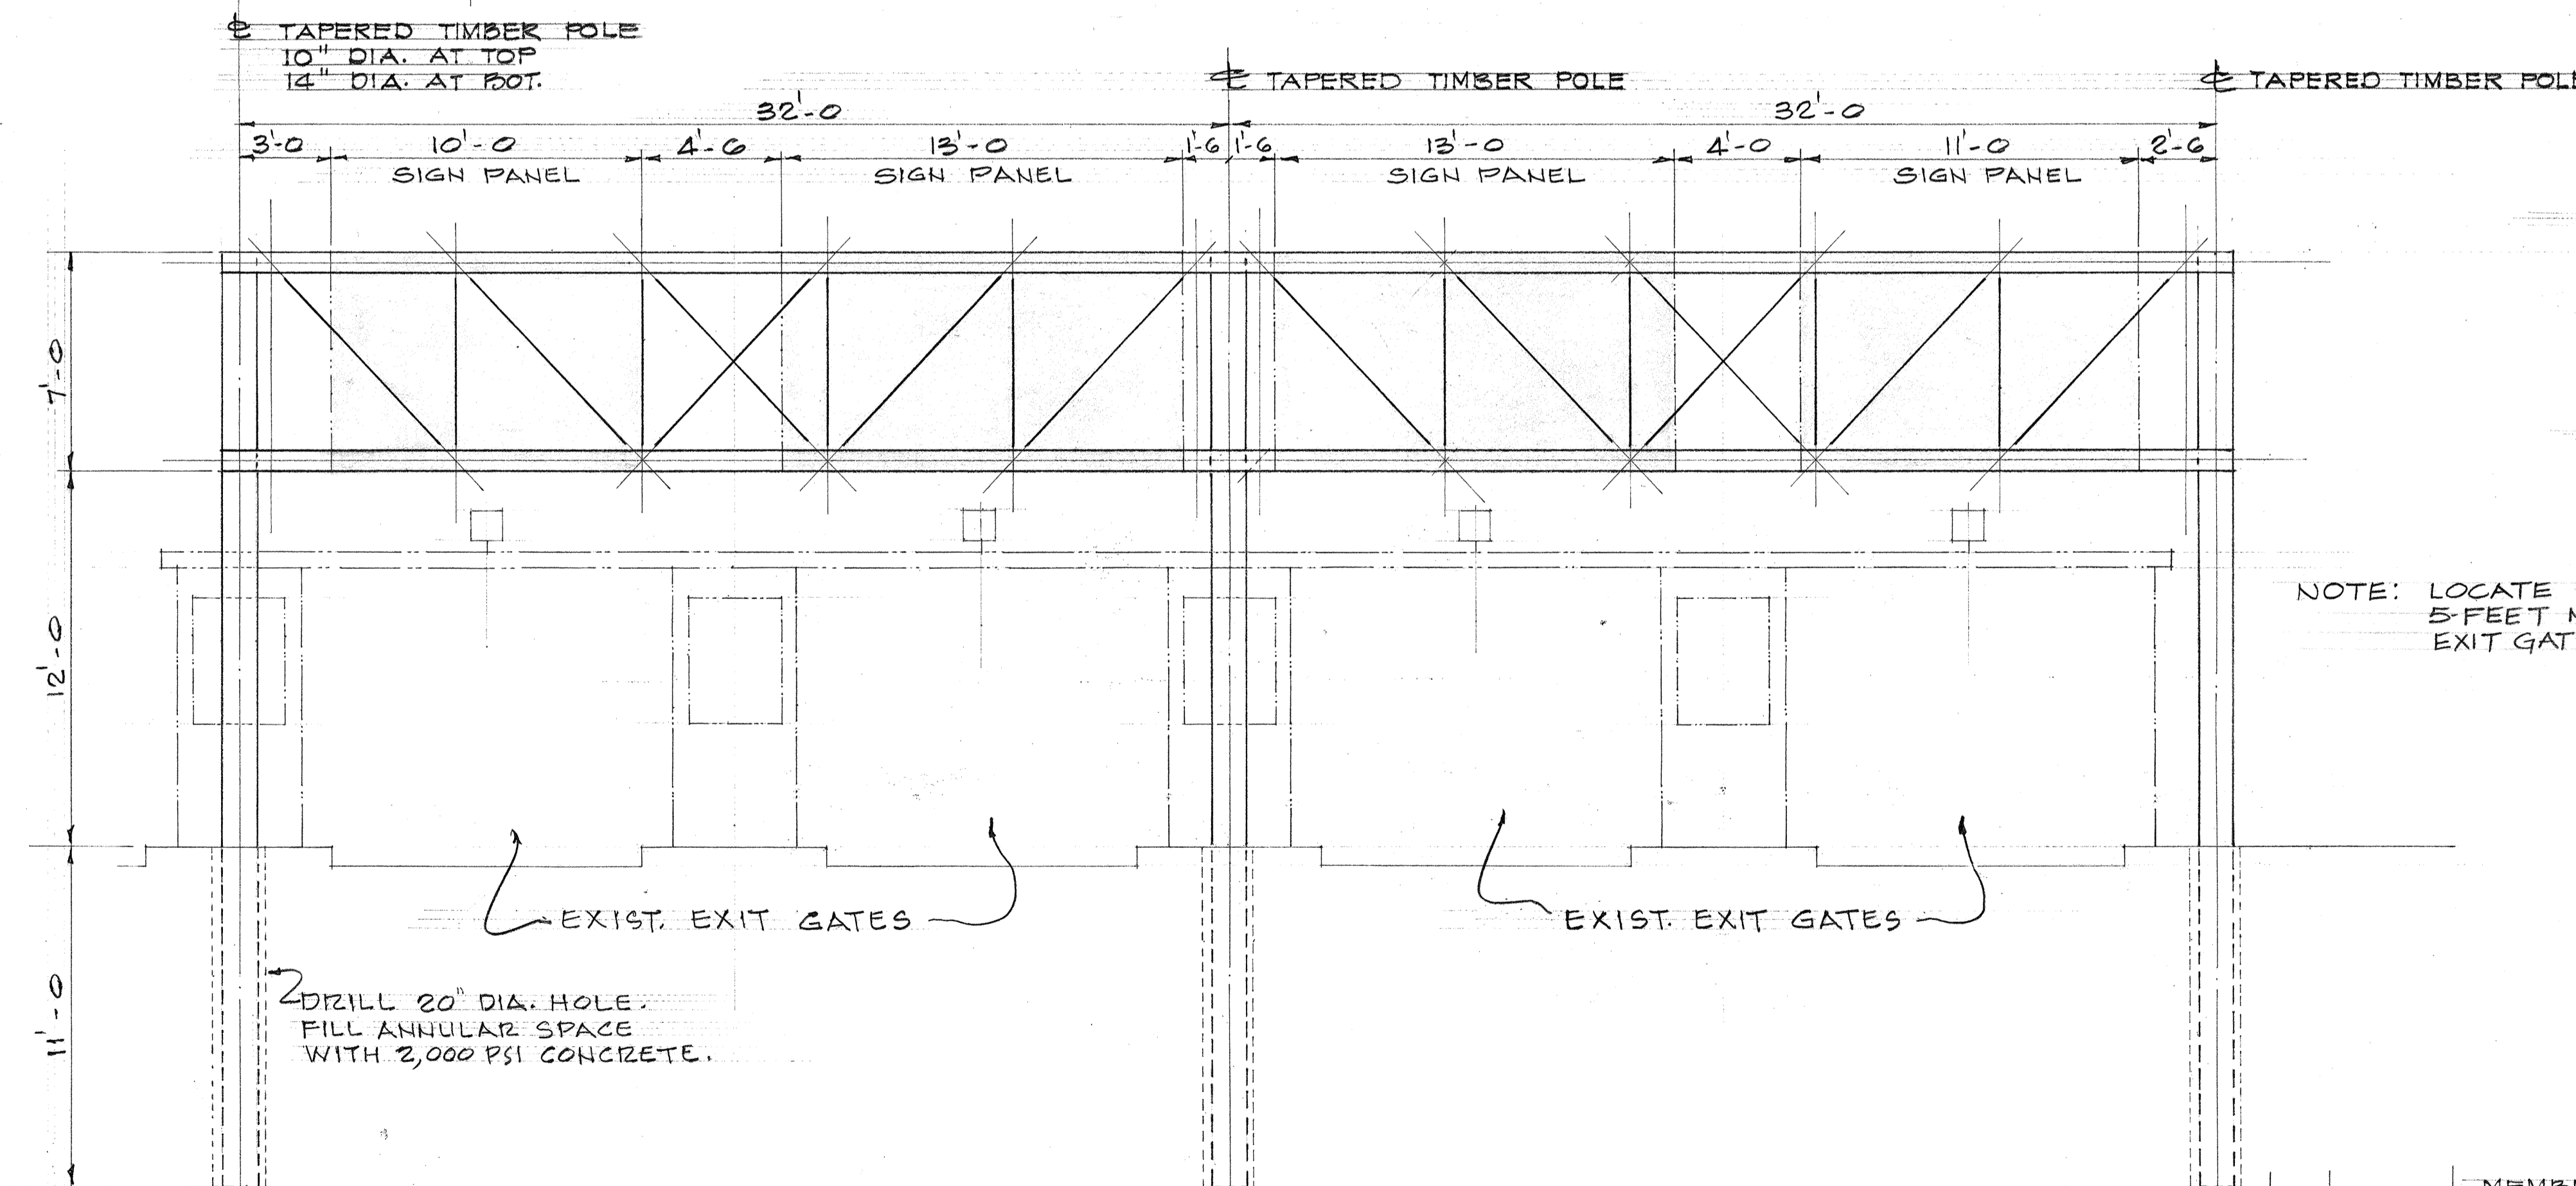 ℄ TAPERED TIMBER POLE
10" DIA. AT TOP
14" DIA. AT BOT.
℄ TAPERED TIMBER POLE
℄ TAPERED TIMBER POLE
32'-0
32'-0
3'-0
10'-0
4'-6
13'-0
1'-6
1'-6
13'-0
4'-0
11'-0
2'-6
SIGN PANEL
SIGN PANEL
SIGN PANEL
SIGN PANEL
7'-0
12'-0
11'-0
NOTE: LOCATE
5-FEET
EXIT
EXIST. EXIT GATES
EXIST. EXIT GATES
DRILL 20" DIA. HOLE.
FILL ANNULAR SPACE
WITH 2,000 PSI CONCRETE.